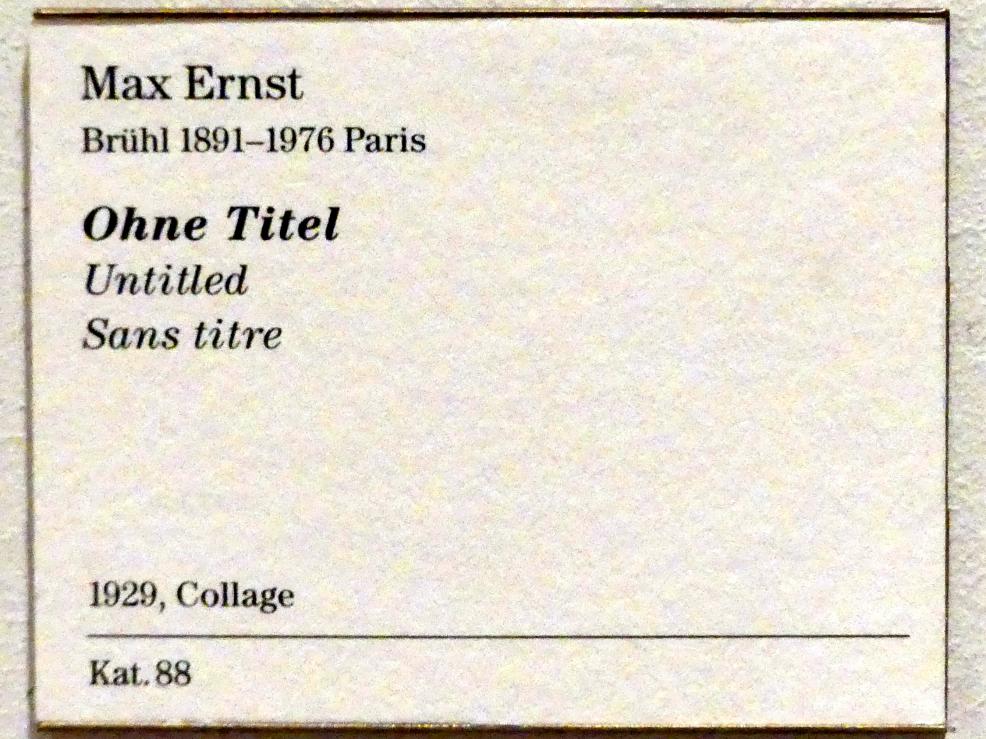 Max Ernst
Brühl 1891–1976 Paris
Ohne Titel
Untitled
Sans titre
1929, Collage
Kat. 88